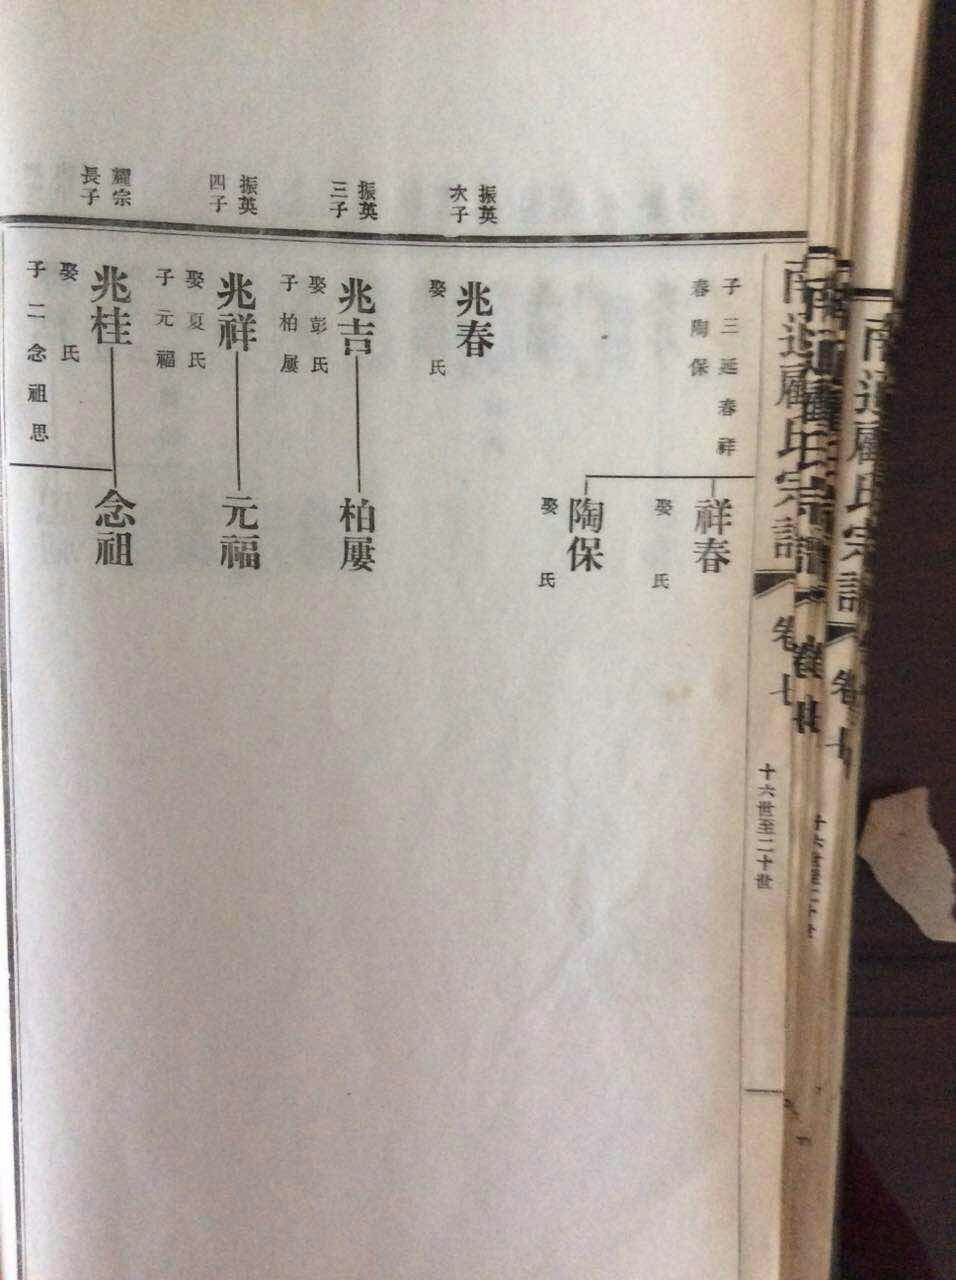 南通顧氏宗譜
卷七
十六世至二十世
子三延春祥
春陶保
祥春
娶　氏
陶保
娶　氏
振英
次子
兆春
娶　氏
振英
三子
兆吉
娶彭氏
子柏屢
柏屢
振英
四子
兆祥
娶夏氏
子元福
元福
耀宗
長子
兆桂
娶　氏
子二念祖思
念祖